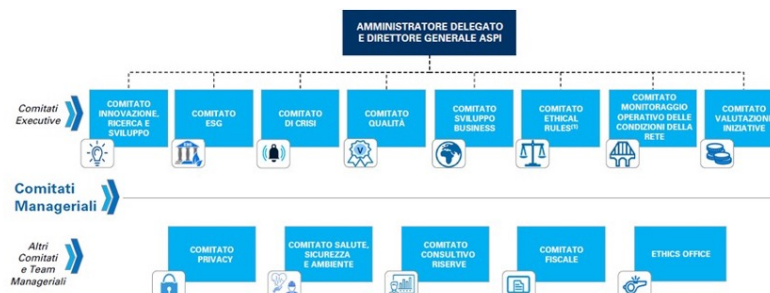 AMMINISTRATORE DELEGATO
E DIRETTORE GENERALE ASPI
Comitati
Executive
COMITATO
INNOVAZIONE,
RICERCA E
SVILUPPO
COMITATO
ESG
COMITATO
DI CRISI
COMITATO
QUALITÀ
COMITATO
SVILUPPO
BUSINESS
COMITATO
ETHICAL
RULES(1)
COMITATO
MONITORAGGIO
OPERATIVO DELLE
CONDIZIONI DELLA
RETE
COMITATO
VALUTAZIONE
INIZIATIVE
Comitati
Manageriali
Altri
Comitati
e Team
Manageriali
COMITATO
PRIVACY
COMITATO SALUTE,
SICUREZZA
E AMBIENTE
COMITATO
CONSULTIVO
RISERVE
COMITATO
FISCALE
ETHICS OFFICE